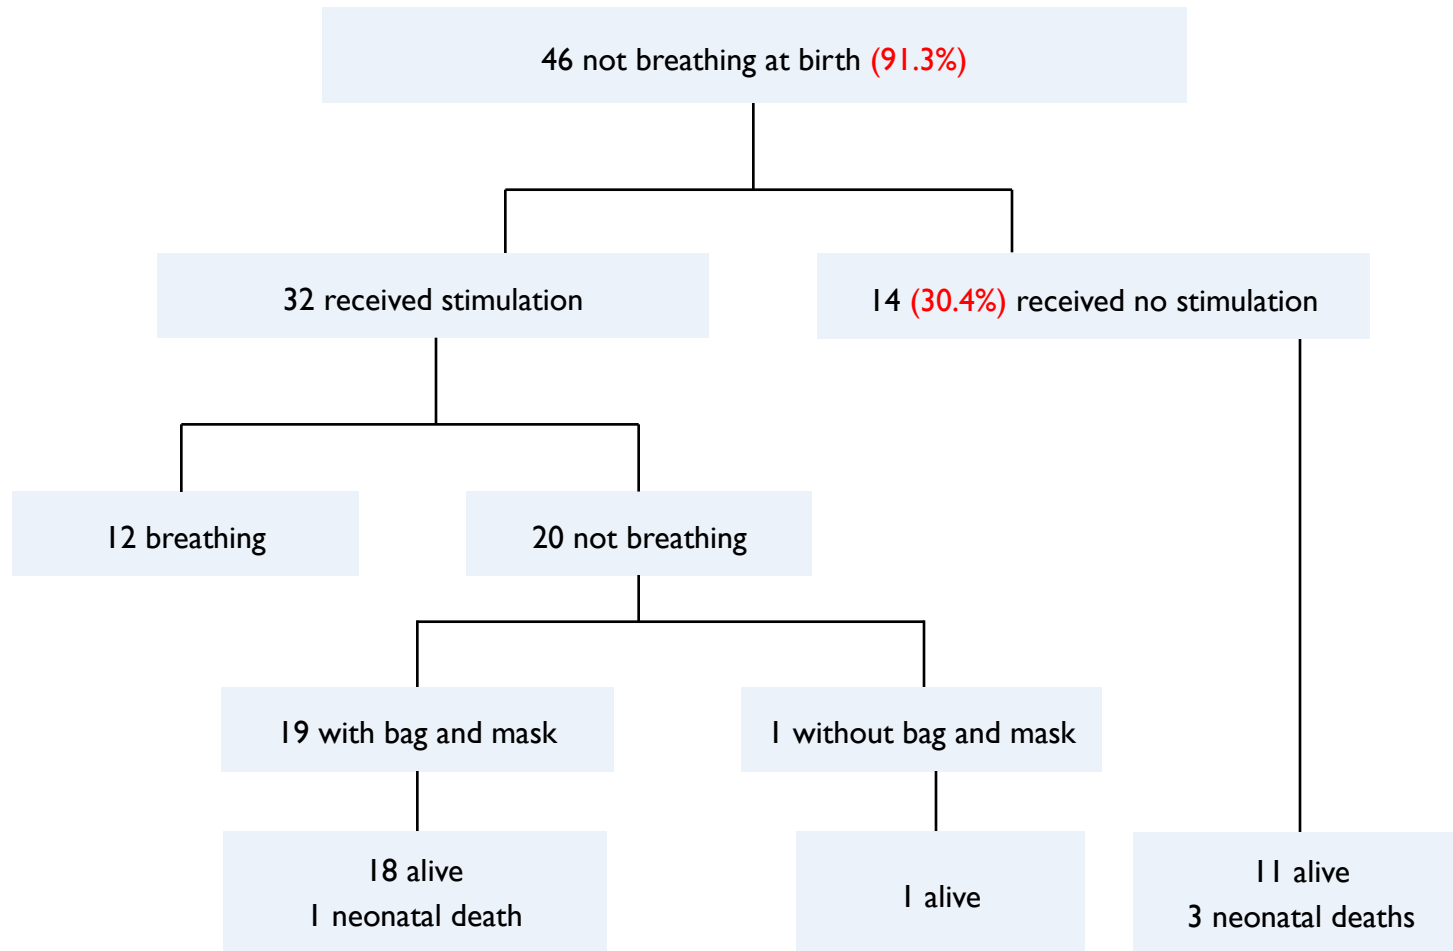 46 not breathing at birth (91.3%)
32 received stimulation
14 (30.4%) received no stimulation
12 breathing
20 not breathing
19 with bag and mask
1 without bag and mask
18 alive
1 neonatal death
1 alive
11 alive
3 neonatal deaths